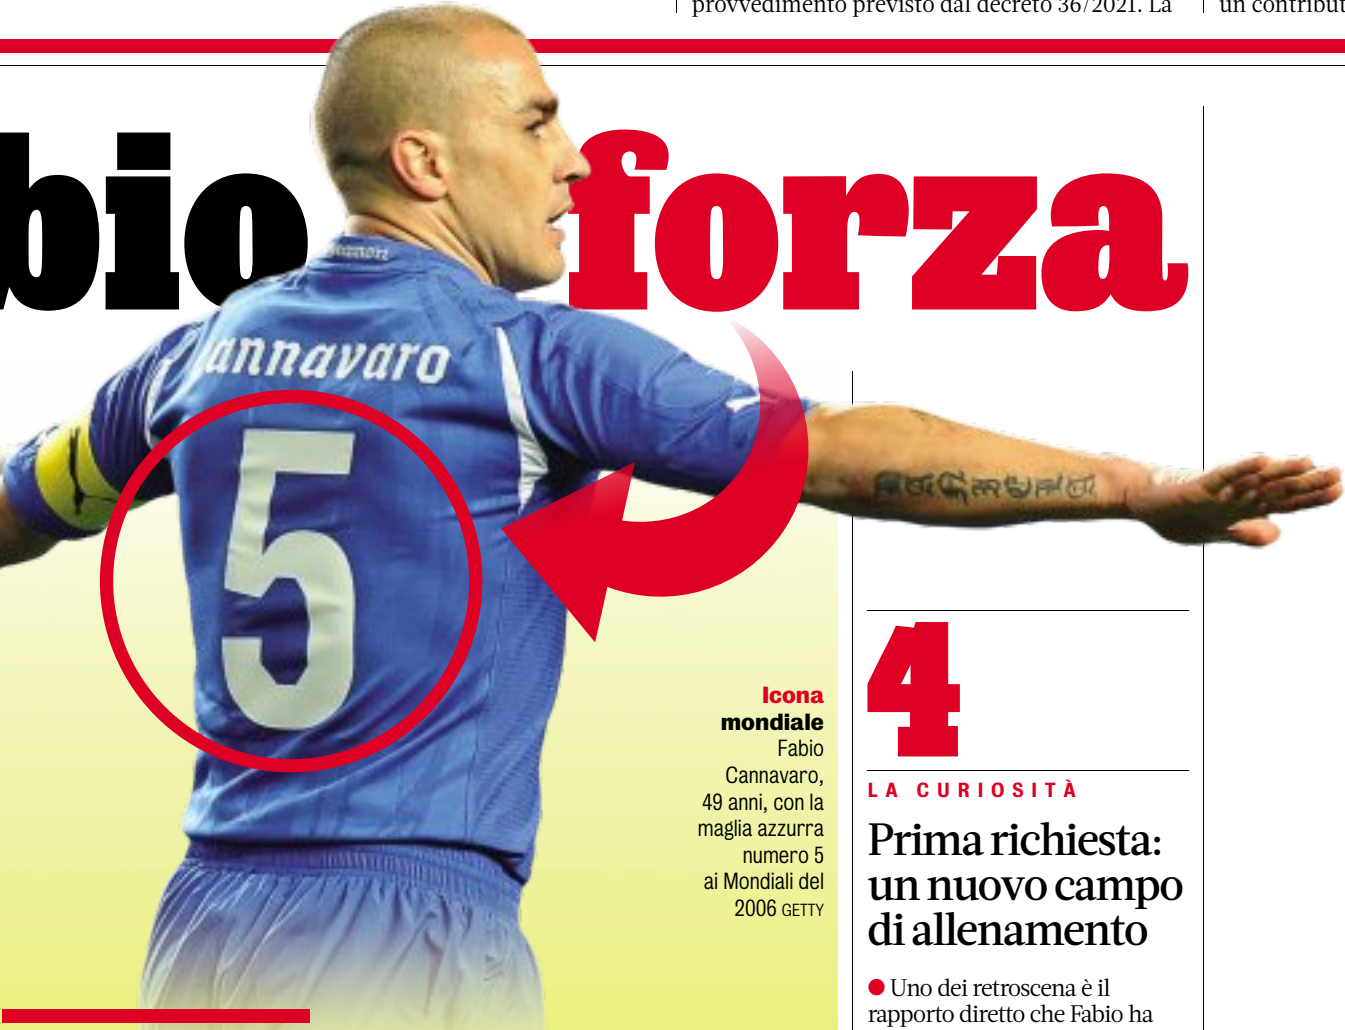 provvedimento previsto dal decreto 36/2021. La
un contribut
bio forza
annavaro
5
Icona
mondiale
Fabio
Cannavaro,
49 anni, con la
maglia azzurra
numero 5
ai Mondiali del
2006 GETTY
4
LA CURIOSITÀ
Prima richiesta:
un nuovo campo
di allenamento
● Uno dei retroscena è il
rapporto diretto che Fabio ha